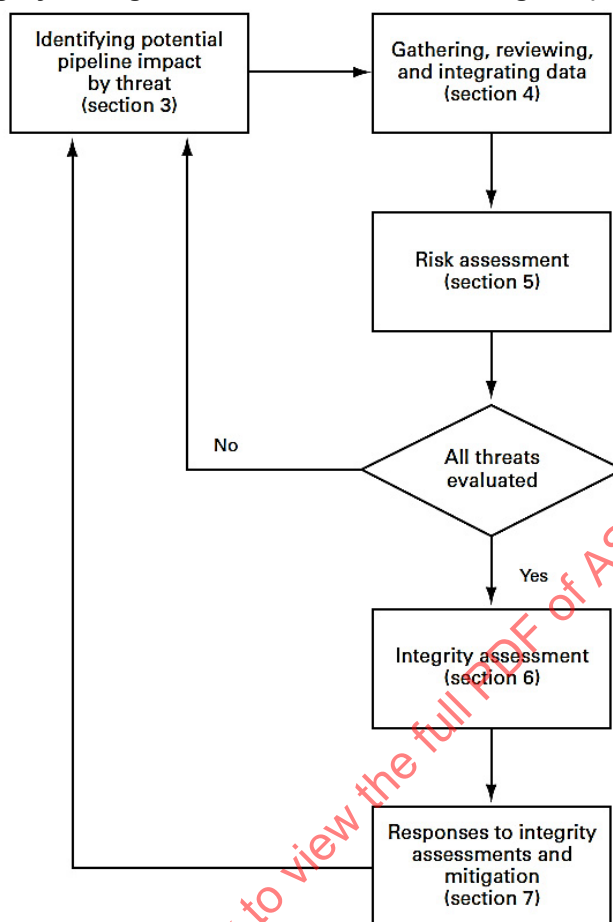 Identifying potential
pipeline impact
by threat
(section 3)
Gathering, reviewing,
and integrating data
(section 4)
Risk assessment
(section 5)
All threats
evaluated
No
Yes
Integrity assessment
(section 6)
Responses to integrity
assessments and
mitigation
(section 7)
to view the full PDF of AS